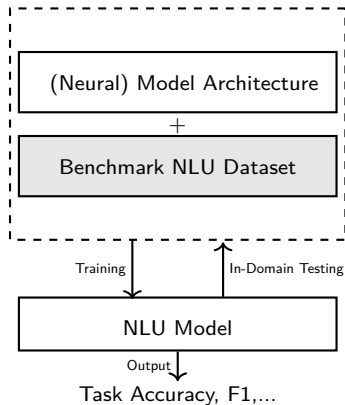 (Neural) Model Architecture
+
Benchmark NLU Dataset
Training
In-Domain Testing
NLU Model
Output
Task Accuracy, F1,...